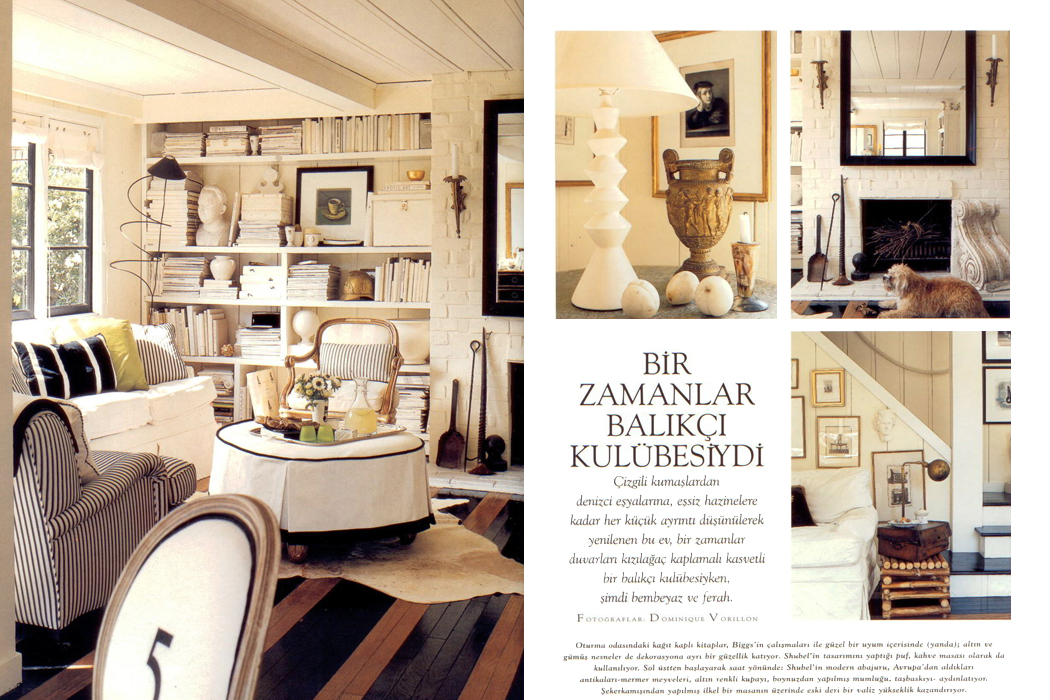 5
BİR
ZAMANLAR
BALIKÇI
KULÜBESİYDİ
Çizgili kumaşlardan
denizci eşyalarına, eşsiz hazinelere
kadar her küçük ayrıntı düşünülerek
yenilenen bu ev, bir zamanlar
duvarları kızılağaç kaplamalı kasvetli
bir balıkçı kulübesiyken,
şimdi bembeyaz ve ferah.
FOTOĞRAFLAR: DOMINIQUE VORILLON
Oturma odasındaki kağıt kaplı kitaplar, Biggs'in çalışmaları ile güzel bir uyum içerisinde (yanda); altın ve
gümüş nesneler de dekorasyona ayrı bir güzellik katıyor. Shubel'in tasarımını yaptığı puf, kahve masası olarak da
kullanılıyor. Sol üstten başlayarak saat yönünde: Shubel'in modern abajuru, Avrupa'dan aldıkları
antikaları-mermer meyveleri, altın renkli kupayı, boynuzdan yapılmış mumluğu, taşbaskıyı- aydınlatıyor.
Şekerkamışından yapılmış ilkel bir masanın üzerinde eski deri bir valiz yükseklik kazandırıyor.